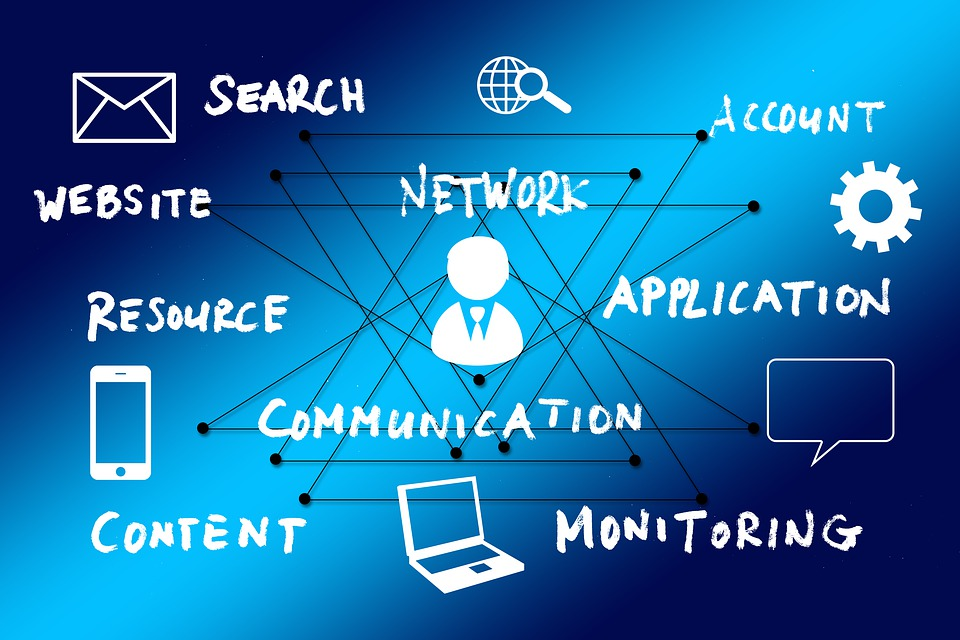 SEARCH
ACCOUNT
WEBSITE
NETWORK
RESOURCE
APPLICATION
COMMUNICATION
CONTENT
MONITORING